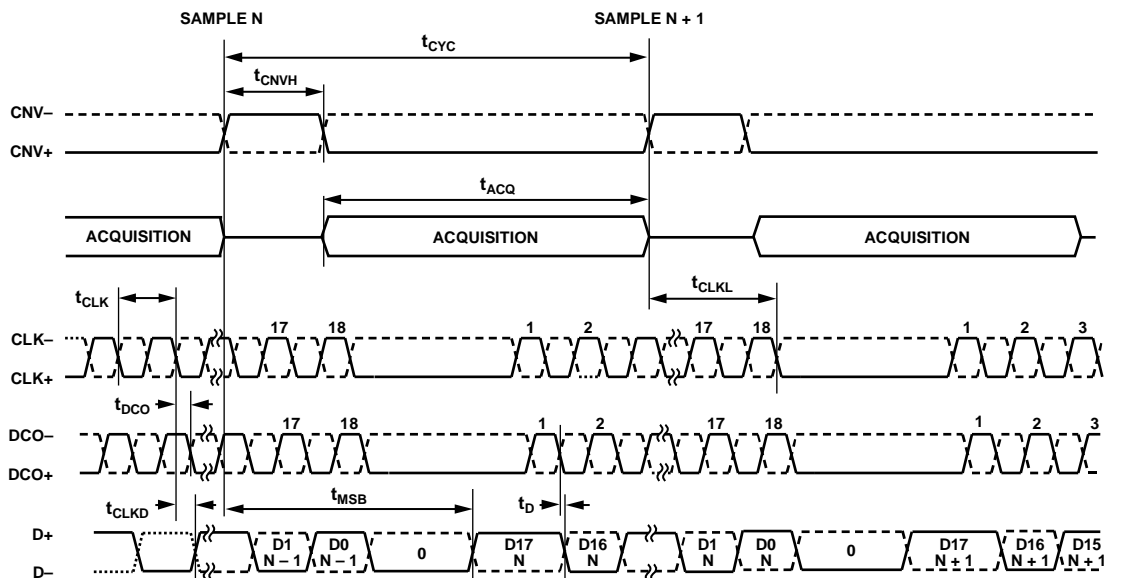 SAMPLE N SAMPLE N + 1
tCYC
tCNVH
CNV–
CNV+
tACQ
ACQUISITION ACQUISITION ACQUISITION
tCLK tCLKL
17 18 1 2 17 18 1 2 3
CLK–
CLK+
tDCO
17 18 1 2 17 18 1 2 3
DCO–
DCO+
tCLKD tMSB tD
D+
D1 D0 0 D17 D16 D1 D0 0 D17 D16 D15
N – 1 N – 1 N N N N N + 1 N + 1 N + 1
D–